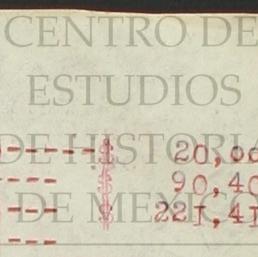 CENTRO DE
ESTUDIOS
DE HISTORIA
DE MEXICO
------$ 20,00
---- $ 90,40
---- $ 221,41
----